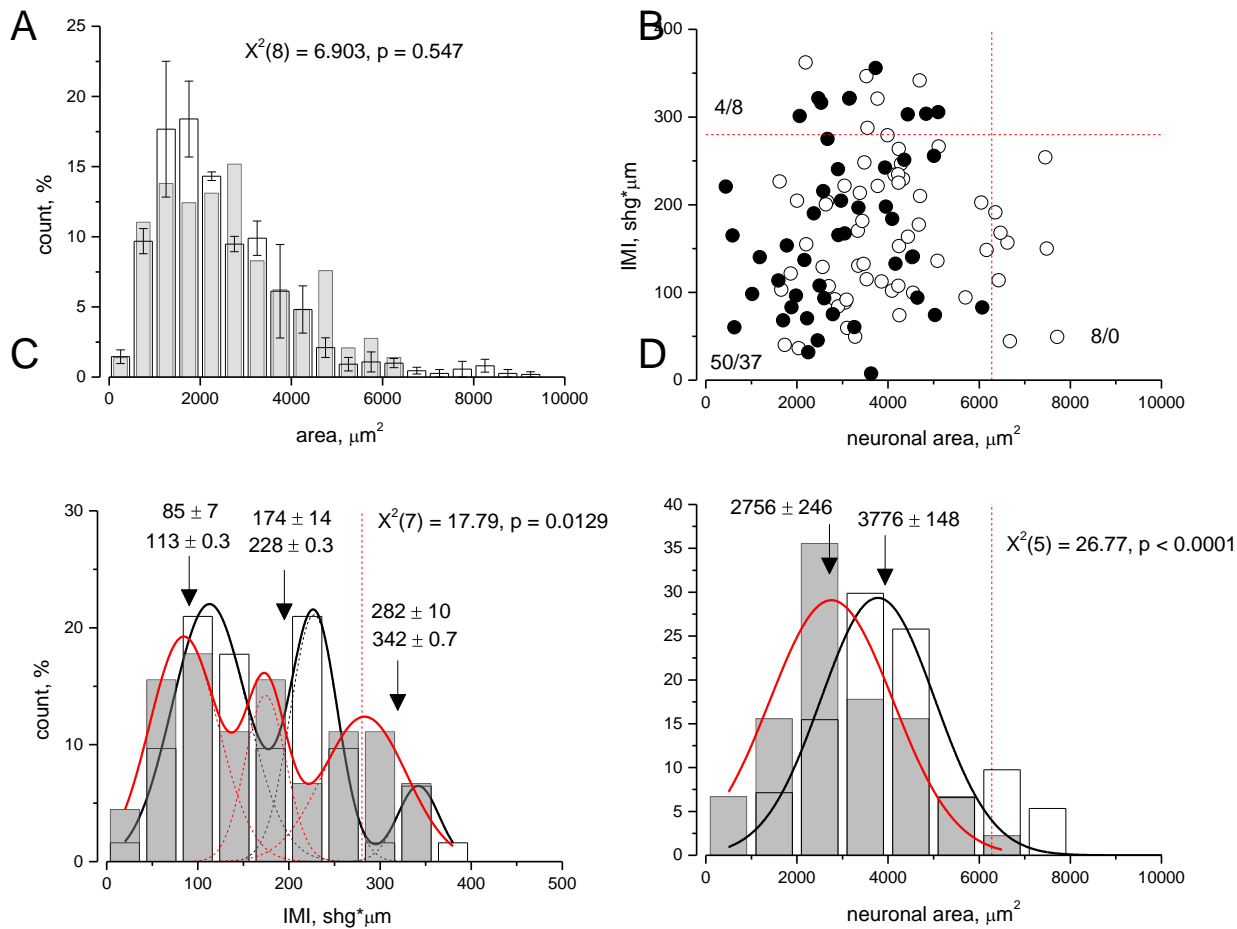 A
X²(8) = 6.903, p = 0.547
25
20
15
10
5
0
count, %
0 2000 4000 6000 8000 10000
area, μm²
B
400
300
200
100
0
IMI, shg*μm
4/8
50/37
8/0
0 2000 4000 6000 8000 10000
neuronal area, μm²
C
85 ± 7
113 ± 0.3
174 ± 14
228 ± 0.3
282 ± 10
342 ± 0.7
X²(7) = 17.79, p = 0.0129
30
20
10
0
count, %
0 100 200 300 400 500
IMI, shg*μm
D
2756 ± 246
3776 ± 148
X²(5) = 26.77, p < 0.0001
40
35
30
25
20
15
10
5
0
0 2000 4000 6000 8000 10000
neuronal area, μm²